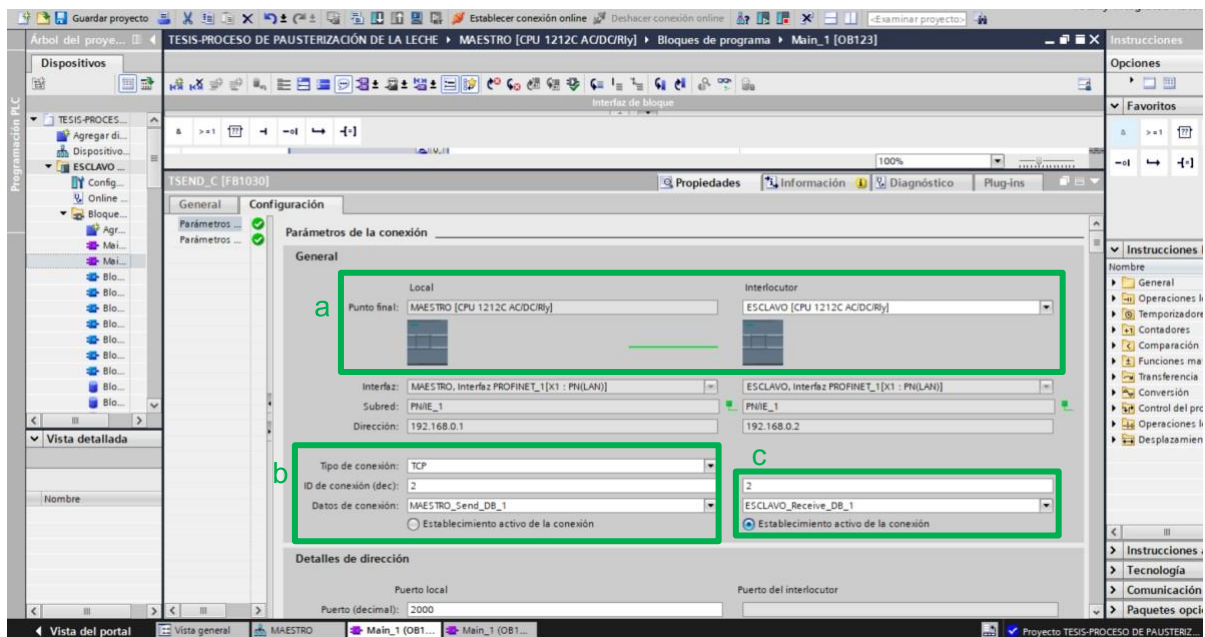 Guardar proyecto
Establecer conexión online
Deshacer conexión online
<Examinar proyecto>
Árbol del proye...
TESIS-PROCESO DE PAUSTERIZACIÓN DE LA LECHE ▸ MAESTRO [CPU 1212C AC/DC/Rly] ▸ Bloques de programa ▸ Main_1 [OB123]
Instrucciones
Dispositivos
Opciones
Interfaz de bloque
Favoritos
Programación PLC
TESIS-PROCES...
Agregar di...
Dispositivo...
ESCLAVO ...
Config...
Online ...
Bloque...
Agr...
Mai...
Mai...
Blo...
Blo...
Blo...
Blo...
Blo...
Blo...
Blo...
Blo...
Blo...
& >=1 ??
& >=1 ??
100%
TSEND_C [FB1030]
Propiedades
Información
Diagnóstico
Plug-ins
General
Configuración
Parámetros ...
Parámetros ...
Parámetros de la conexión
General
Local
Interlocutor
a
Punto final: MAESTRO [CPU 1212C AC/DC/Rly]
ESCLAVO [CPU 1212C AC/DC/Rly]
Interfaz: MAESTRO, Interfaz PROFINET_1[X1 : PN(LAN)]
ESCLAVO, Interfaz PROFINET_1[X1 : PN(LAN)]
Subred: PN/IE_1
PN/IE_1
Dirección: 192.168.0.1
192.168.0.2
b
c
Tipo de conexión: TCP
ID de conexión (dec): 2
2
Datos de conexión: MAESTRO_Send_DB_1
ESCLAVO_Receive_DB_1
Establecimiento activo de la conexión
Establecimiento activo de la conexión
Detalles de dirección
Puerto local
Puerto del interlocutor
Puerto (decimal): 2000
Vista detallada
Nombre
Instrucciones
Nombre
General
Operaciones l
Temporizadore
Contadores
Comparación
Funciones ma
Transferencia
Conversión
Control del pro
Operaciones l
Desplazamien
Instrucciones
Tecnología
Comunicación
Paquetes opci
Vista del portal
Vista general
MAESTRO
Main_1 (OB1...
Main_1 (OB1...
Proyecto TESIS-PROCESO DE PAUSTERIZ...